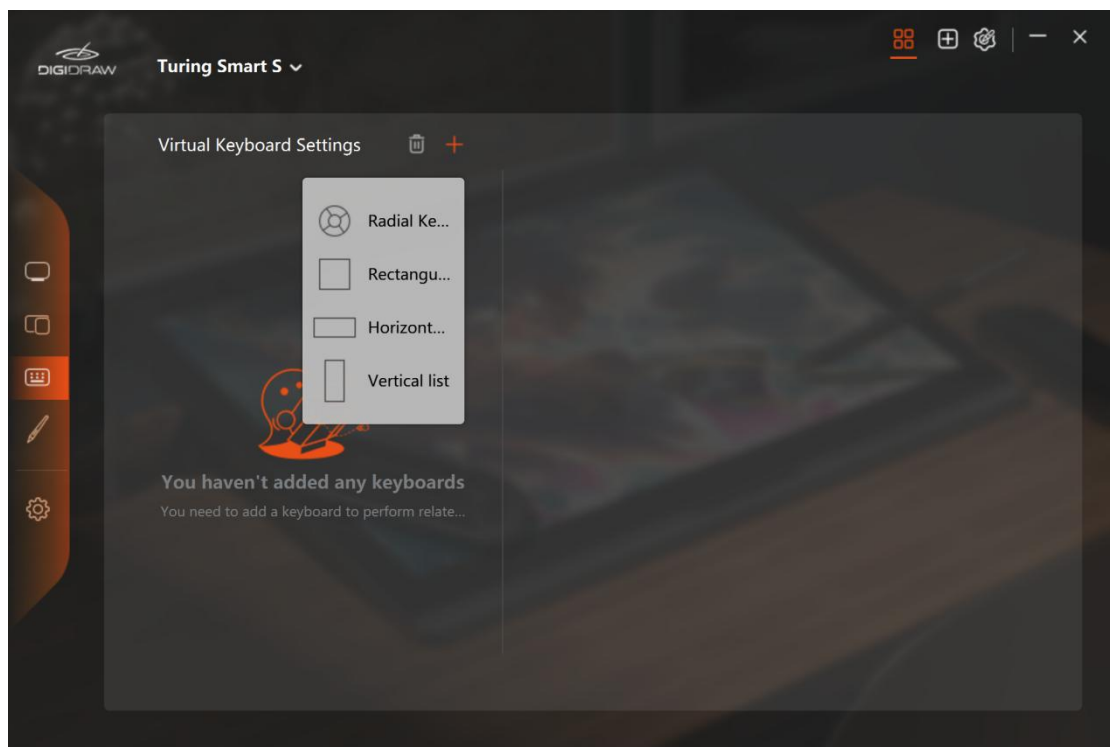 DIGIDRAW
Turing Smart S
Virtual Keyboard Settings
Radial Ke...
Rectangu...
Horizont...
Vertical list
You haven't added any keyboards
You need to add a keyboard to perform relate...